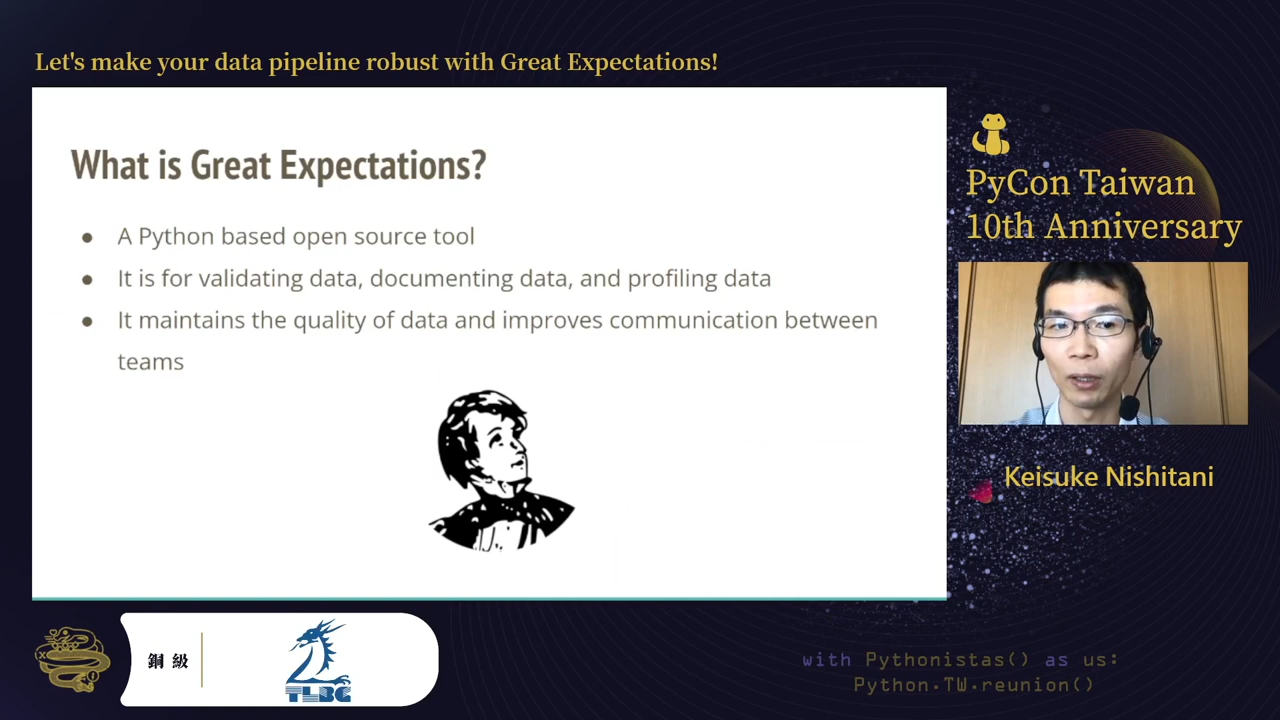 Let's make your data pipeline robust with Great Expectations!
What is Great Expectations?
● A Python based open source tool
● It is for validating data, documenting data, and profiling data
● It maintains the quality of data and improves communication between
teams
PyCon Taiwan
10th Anniversary
Keisuke Nishitani
銅 級
TLBG
with Pythonistas() as us:
Python.TW.reunion()